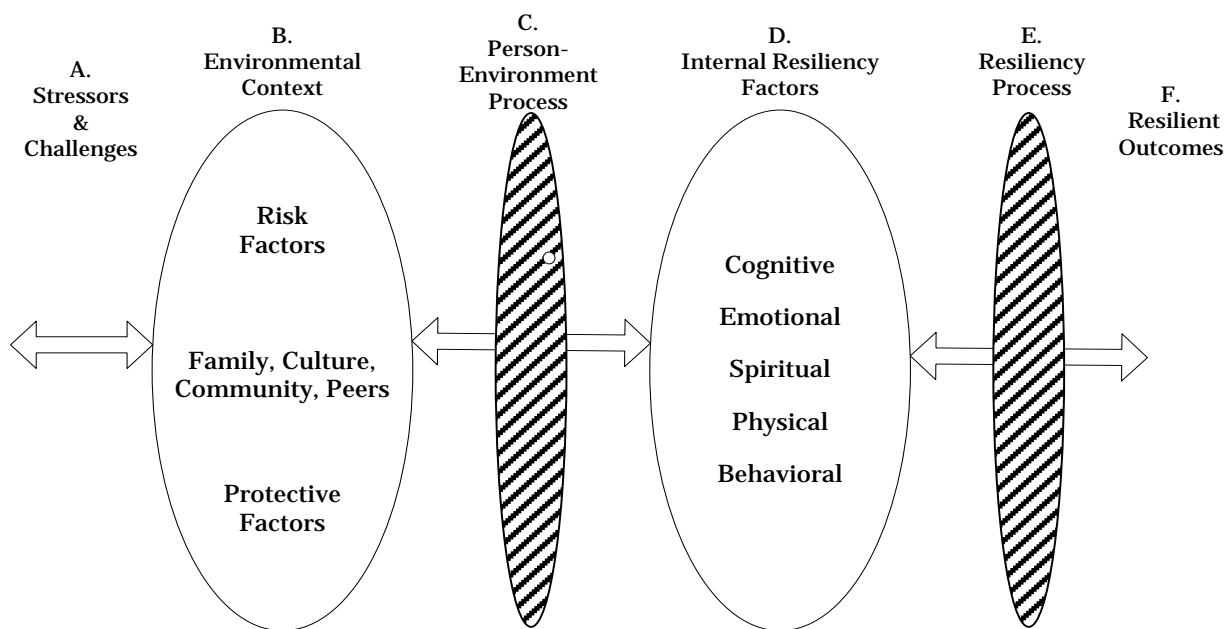 A.
Stressors
&
Challenges
B.
Environmental
Context
C.
Person-
Environment
Process
D.
Internal Resiliency
Factors
E.
Resiliency
Process
F.
Resilient
Outcomes
Risk
Factors
Family, Culture,
Community, Peers
Protective
Factors
Cognitive
Emotional
Spiritual
Physical
Behavioral